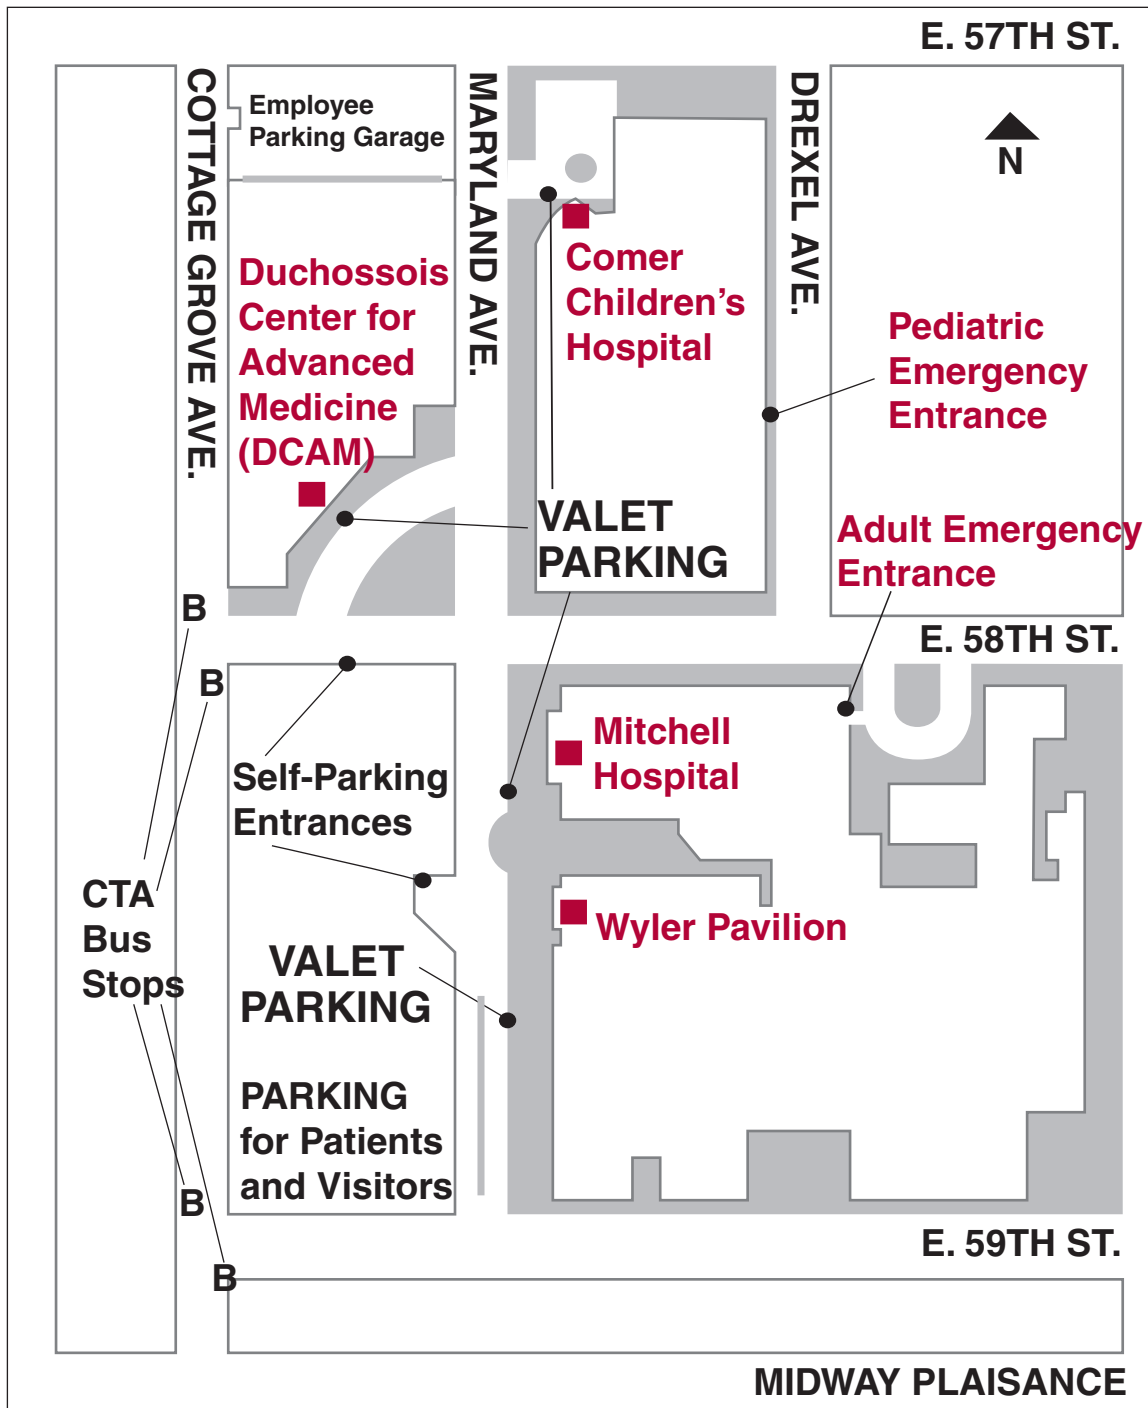 E. 57TH ST.
COTTAGE GROVE AVE.
Employee
Parking Garage
MARYLAND AVE.
DREXEL AVE.
N
Duchossois
Center for
Advanced
Medicine
(DCAM)
Comer
Children’s
Hospital
Pediatric
Emergency
Entrance
VALET
PARKING
Adult Emergency
Entrance
B
E. 58TH ST.
B
Mitchell
Hospital
Self-Parking
Entrances
CTA
Bus
Stops
Wyler Pavilion
VALET
PARKING
PARKING
for Patients
and Visitors
B
E. 59TH ST.
B
MIDWAY PLAISANCE